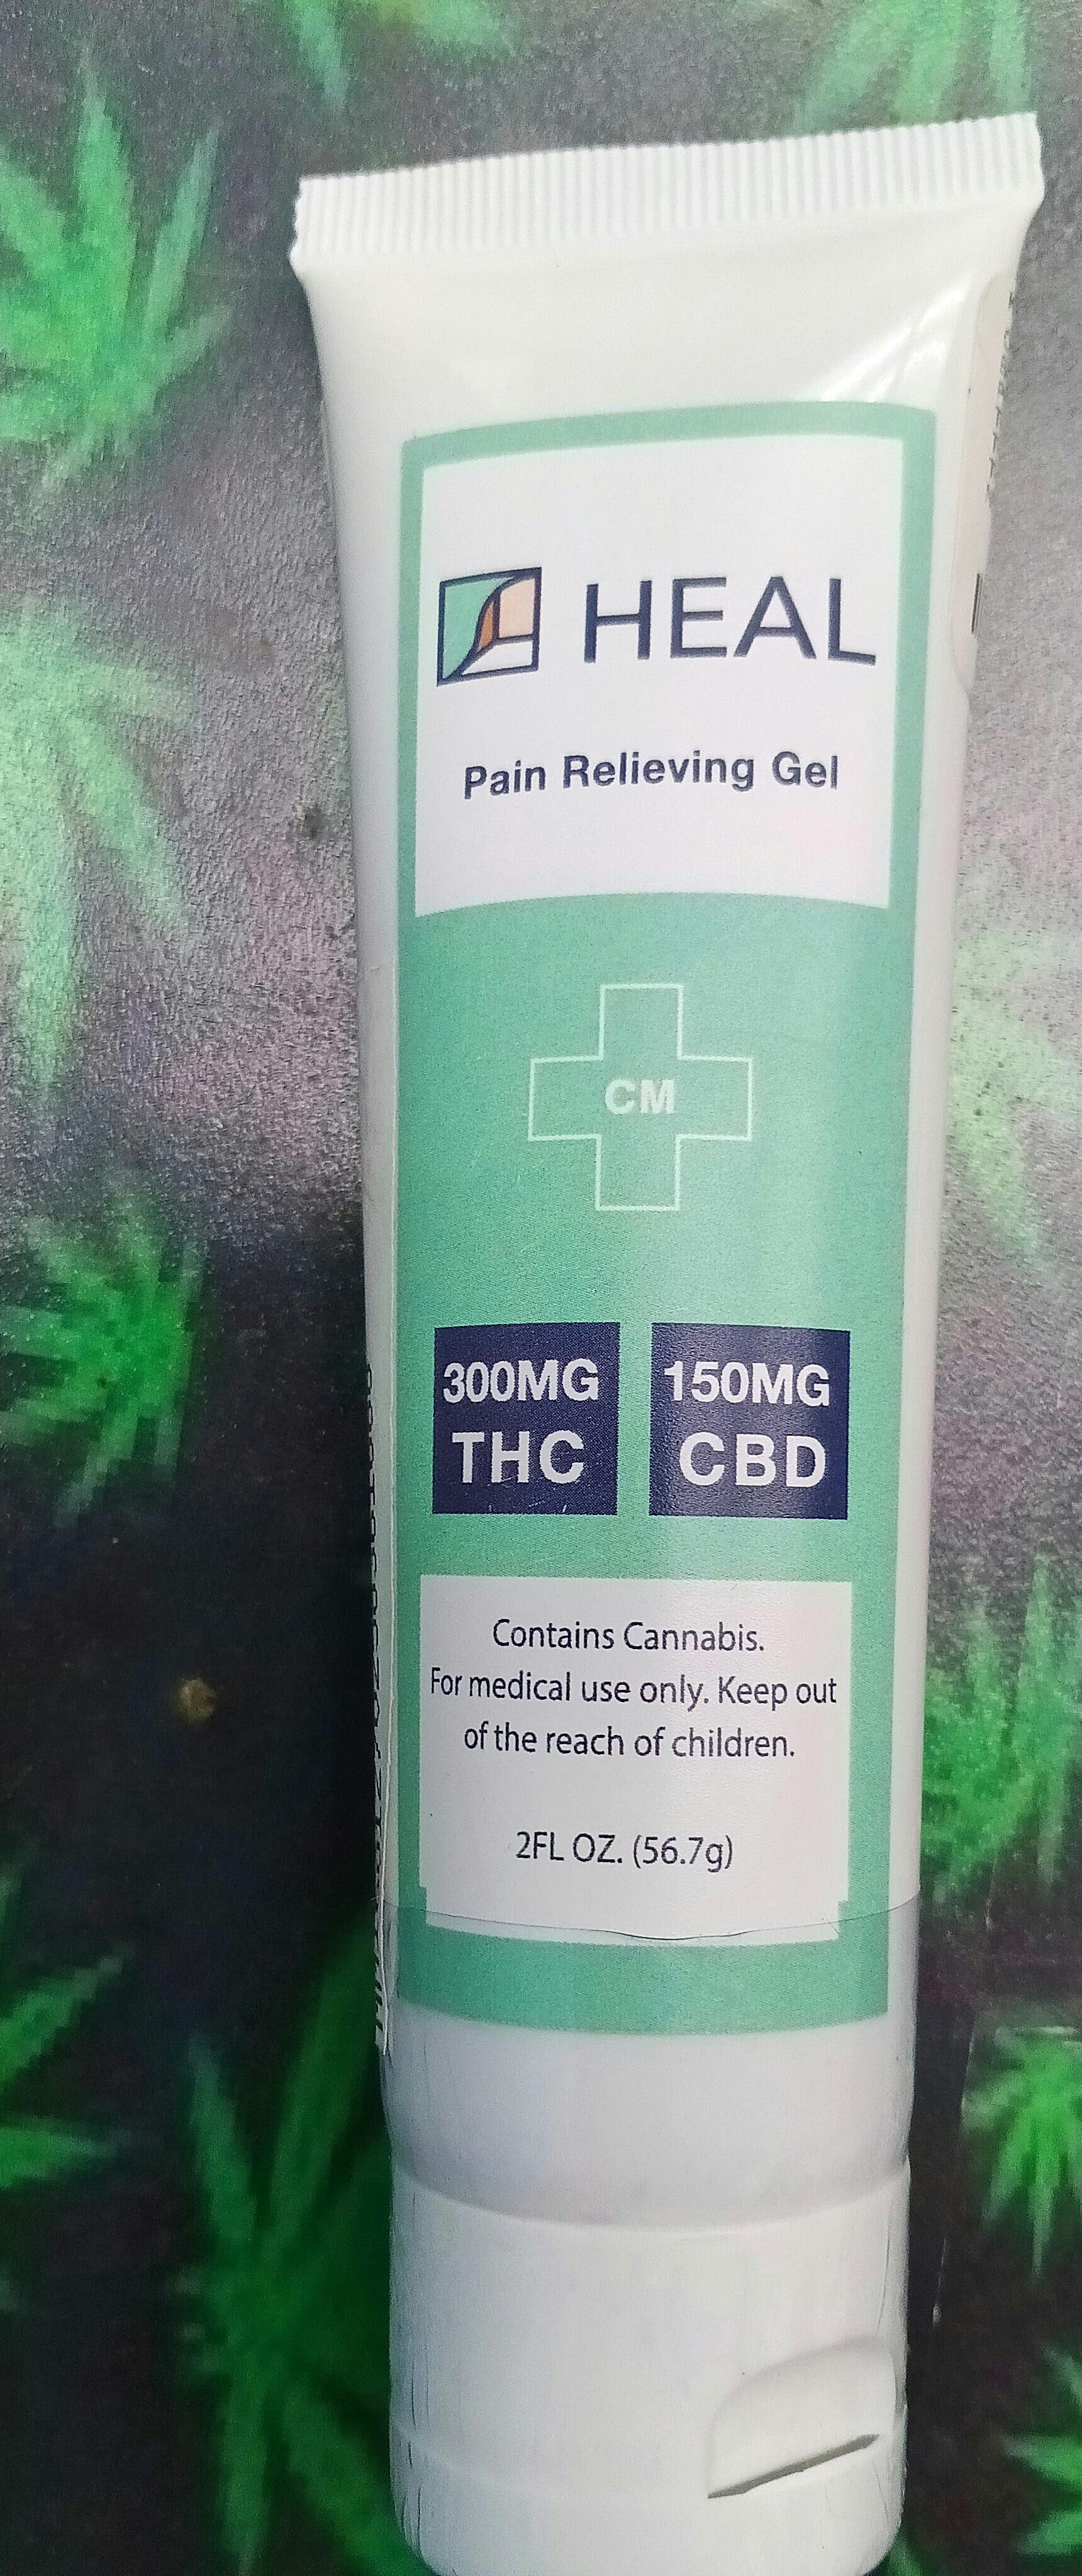 HEAL
Pain Relieving Gel
CM
300MG
THC
150MG
CBD
Contains Cannabis.
For medical use only. Keep out
of the reach of children.
2FL OZ. (56.7g)